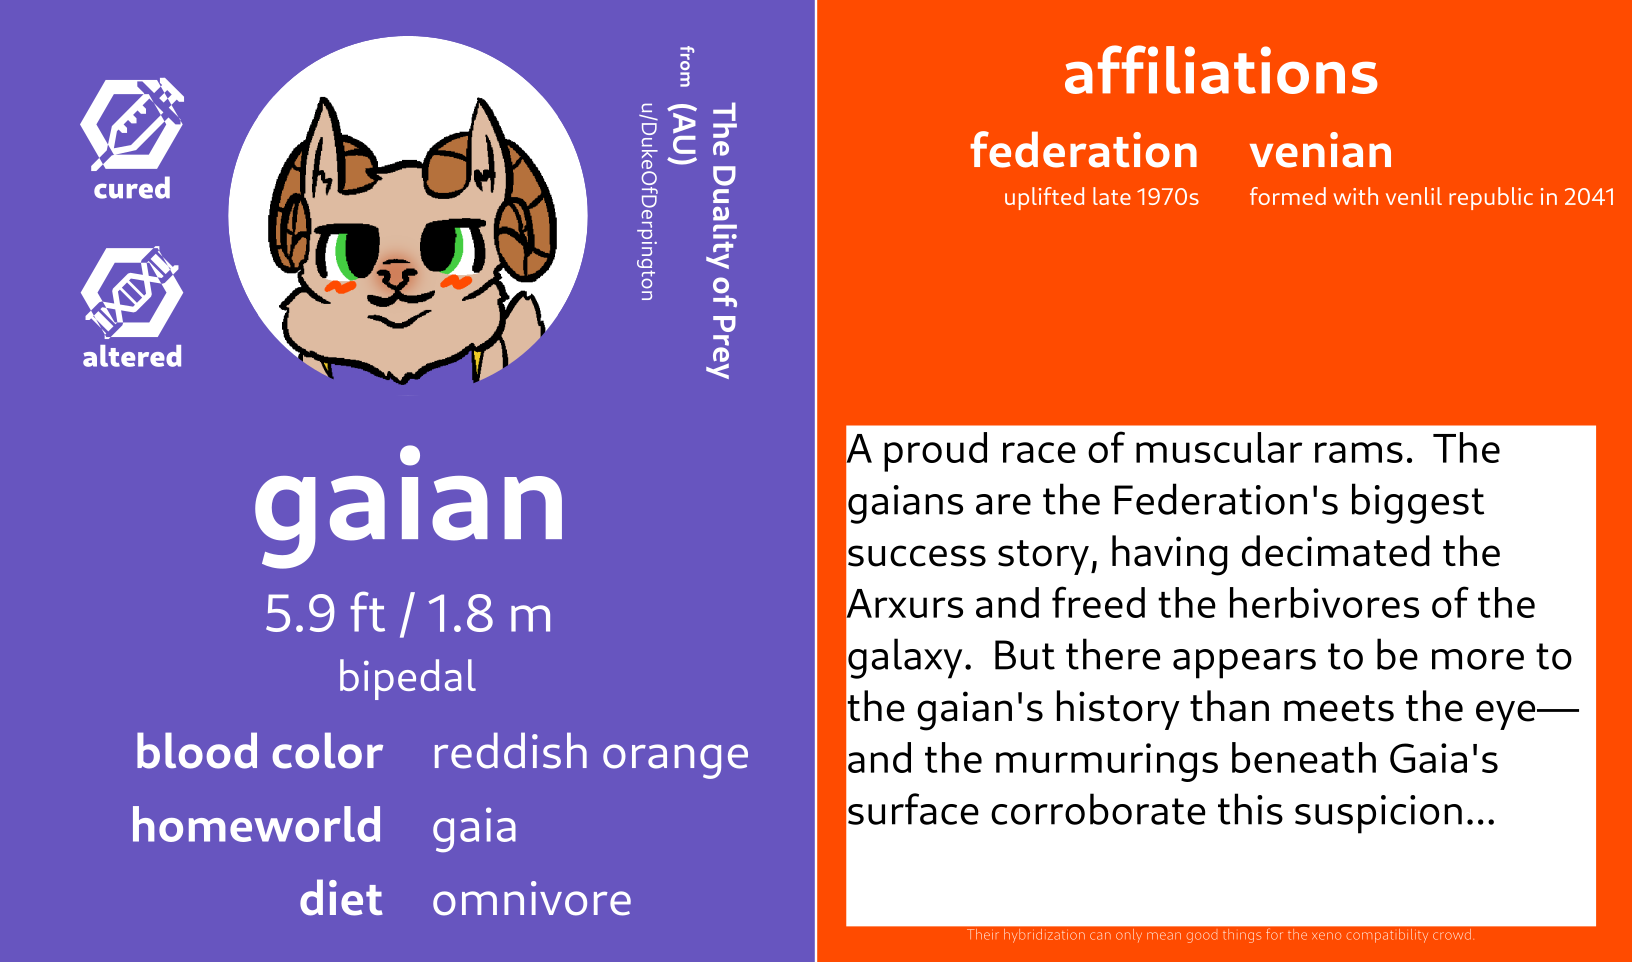 cured
altered
from
The Duality of Prey
(AU)
u/DukeOfDerpington
gaian
5.9 ft / 1.8 m
bipedal
blood color reddish orange
homeworld gaia
diet omnivore
affiliations
federation
uplifted late 1970s
venian
formed with venlil republic in 2041
A proud race of muscular rams.  The
gaians are the Federation's biggest
success story, having decimated the
Arxurs and freed the herbivores of the
galaxy.  But there appears to be more to
the gaian's history than meets the eye—
and the murmurings beneath Gaia's
surface corroborate this suspicion...
Their hybridization can only mean good things for the xeno compatibility crowd.